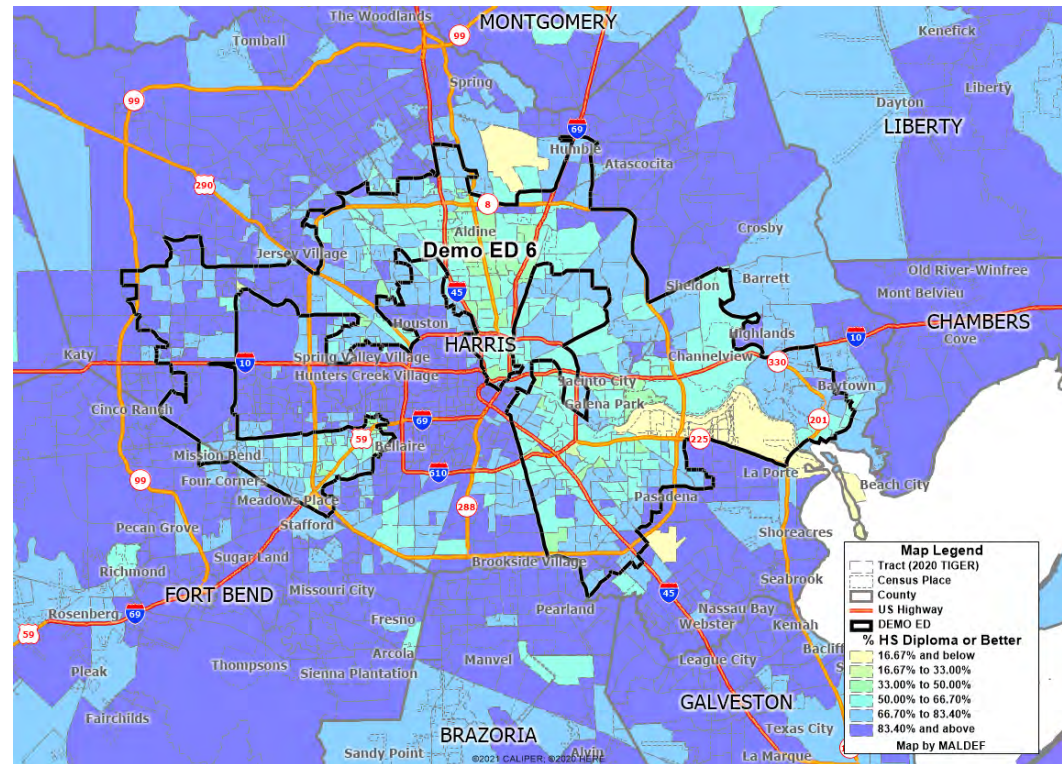 The Woodlands
MONTGOMERY
99
Kenefick
Tomball
Spring
99
Liberty
Dayton
LIBERTY
69
Humble
Atascocita
290
8
Aldine
Crosby
Demo ED 6
Jersey Village
Barrett
Old River-Winfree
Sheldon
Mont Belvieu
45
Houston
Highlands
CHAMBERS
HARRIS
10
Cove
Katy
10
Spring Valley Village
Channelview
330
Hunters Creek Village
Jacinto City
Baytown
Cinco Ranch
Galena Park
69
201
59
Bellaire
225
Mission Bend
610
La Porte
Four Corners
Beach City
99
Meadows Place
288
Pasadena
Pecan Grove
Stafford
Shoreacres
Sugar Land
Brookside Village
Richmond
Missouri City
45
Seabrook
FORT BEND
Rosenberg
69
Pearland
Nassau Bay
59
Fresno
Webster
Kemah
Arcola
Manvel
Bacliff
Pleak
Thompsons
Sienna Plantation
League City
GALVESTON
Fairchilds
Texas City
BRAZORIA
Sandy Point
Alvin
La Marque
©2021 CALIPER; ©2020 HERE
Map Legend
Tract (2020 TIGER)
Census Place
County
US Highway
DEMO ED
% HS Diploma or Better
16.67% and below
16.67% to 33.00%
33.00% to 50.00%
50.00% to 66.70%
66.70% to 83.40%
83.40% and above
Map by MALDEF